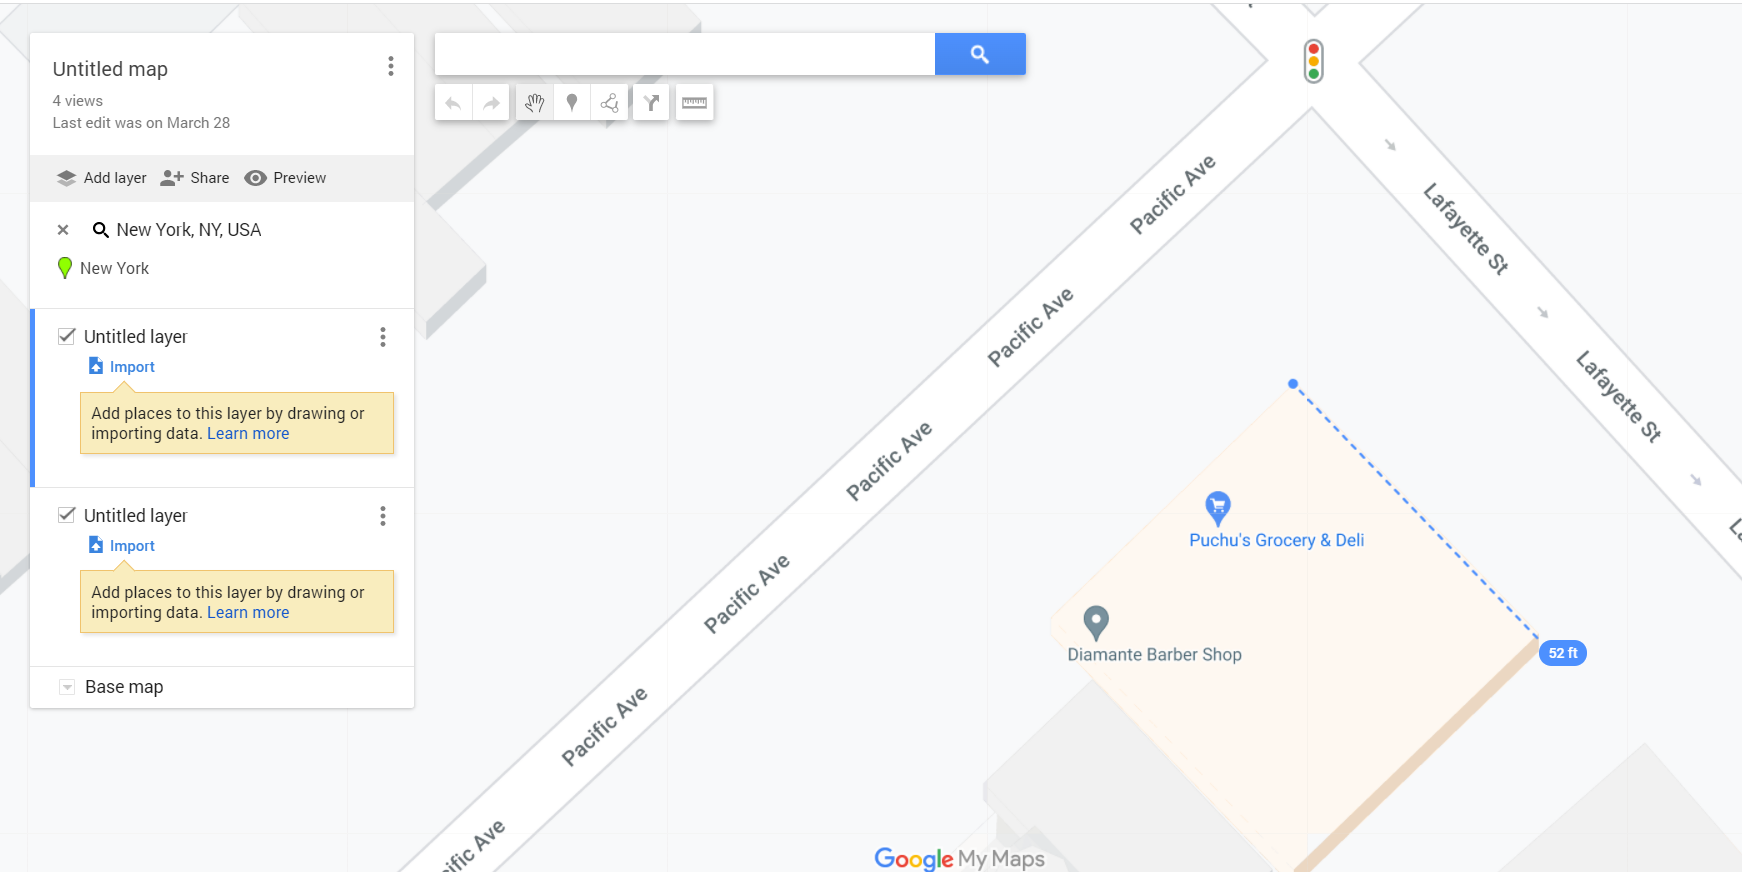 Untitled map
4 views
Last edit was on March 28
Add layer
Share
Preview
New York, NY, USA
New York
Untitled layer
Import
Add places to this layer by drawing or
importing data. Learn more
Untitled layer
Import
Add places to this layer by drawing or
importing data. Learn more
Base map
Pacific Ave
Pacific Ave
Pacific Ave
Pacific Ave
Pacific Ave
ific Ave
Lafayette St
Lafayette St
La
Puchu's Grocery & Deli
Diamante Barber Shop
52 ft
Google My Maps